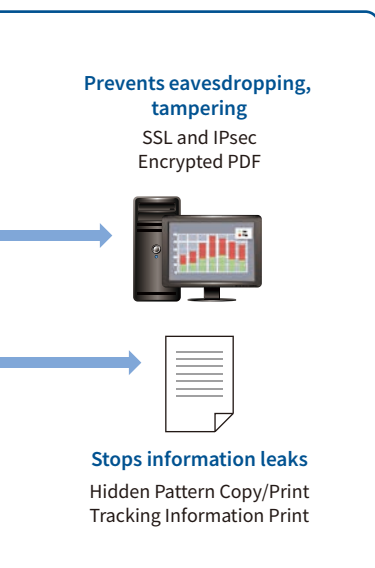 Prevents eavesdropping,
tampering
SSL and IPsec
Encrypted PDF
Stops information leaks
Hidden Pattern Copy/Print
Tracking Information Print